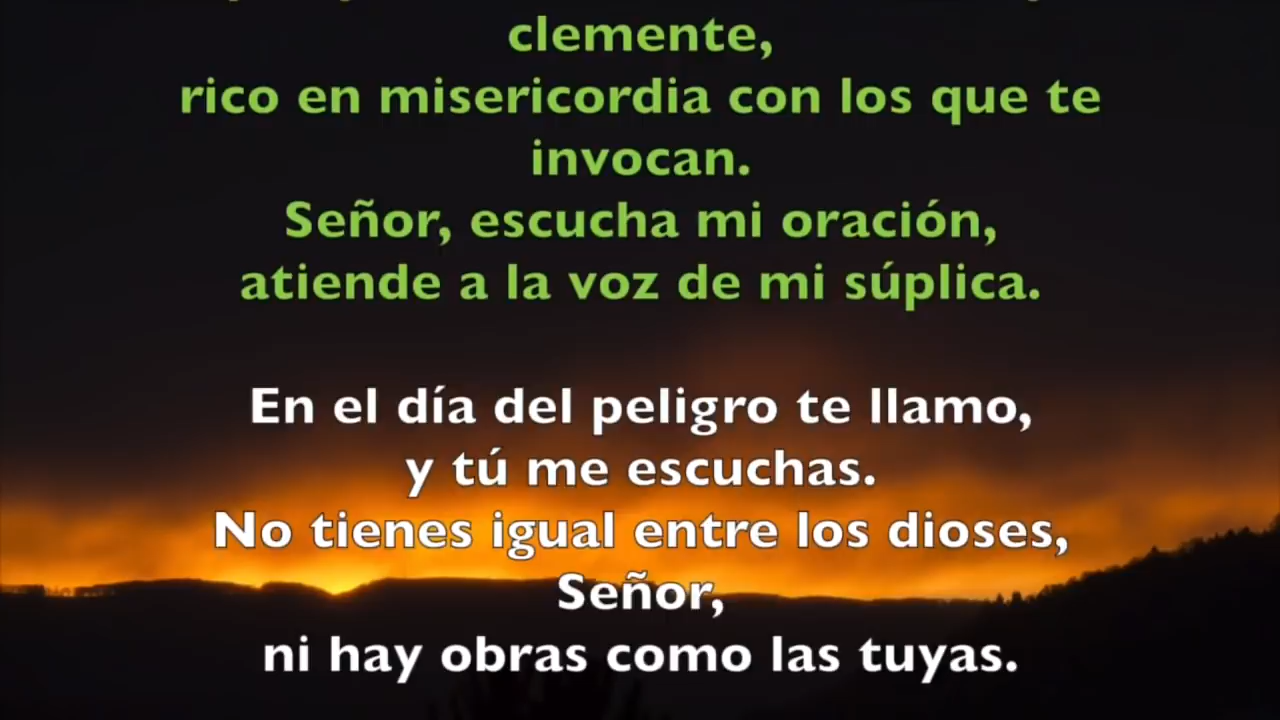 clemente,
rico en misericordia con los que te
invocan.
Señor, escucha mi oración,
atiende a la voz de mi súplica.
En el día del peligro te llamo,
y tú me escuchas.
No tienes igual entre los dioses,
Señor,
ni hay obras como las tuyas.